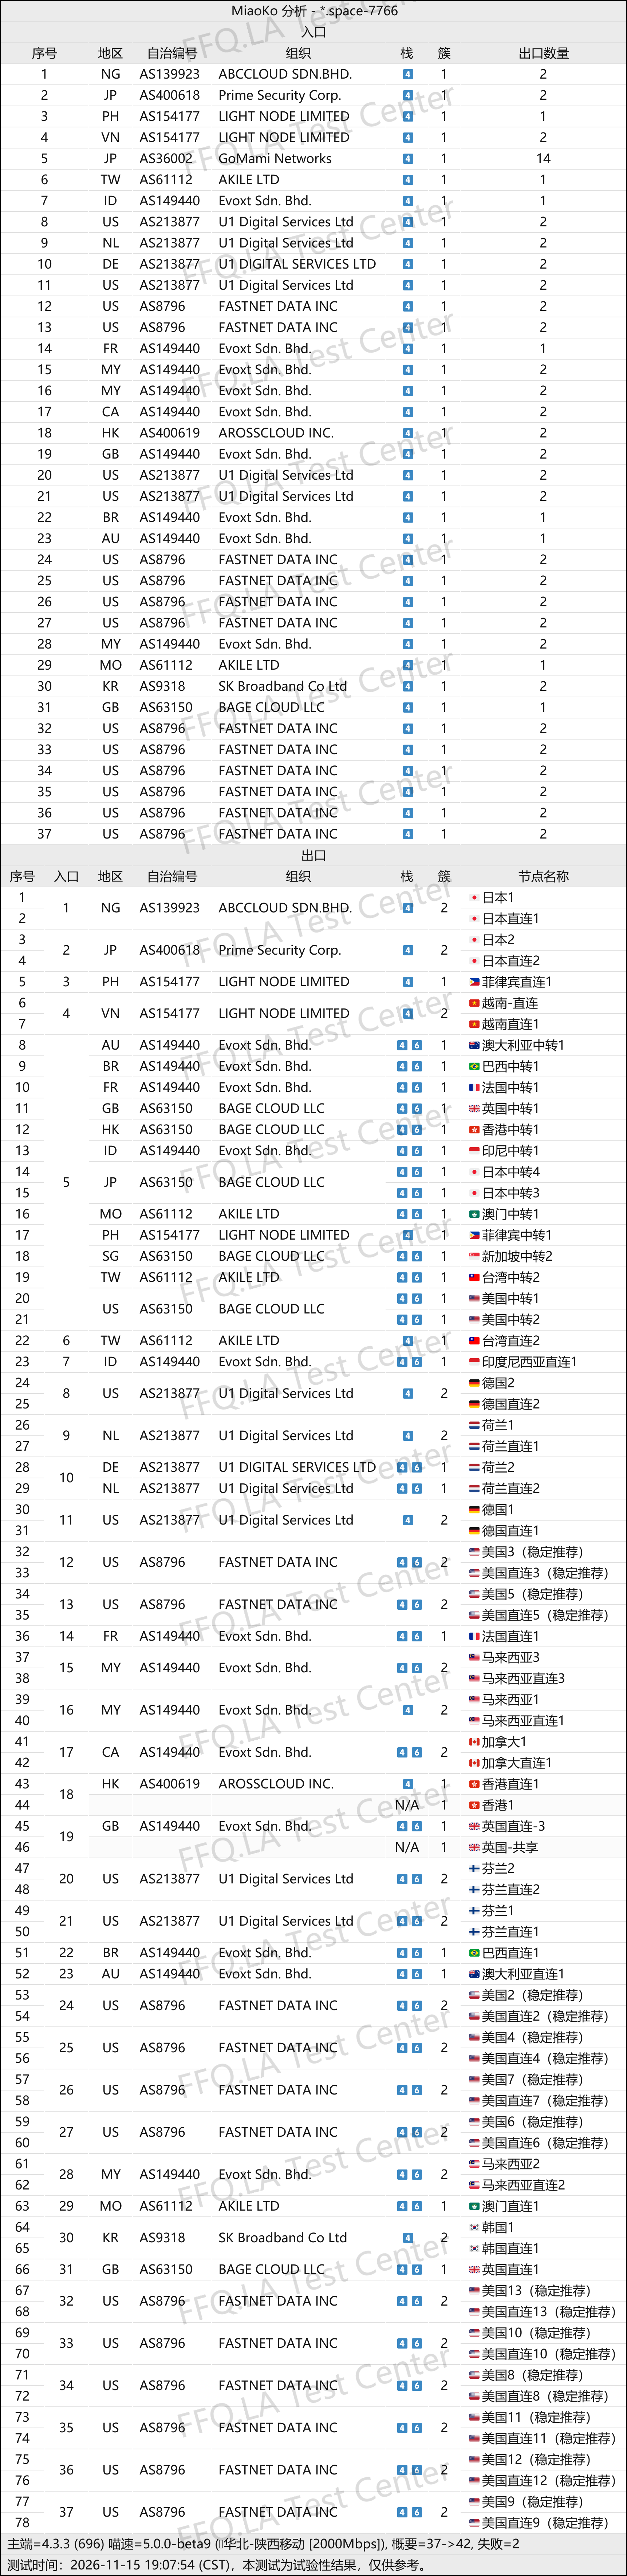 MiaoKo 分析 - *.space-7766
入口
序号 地区 自治编号 组织 栈 簇 出口数量
1 NG AS139923 ABCCLOUD SDN.BHD. 4 1 2
2 JP AS400618 Prime Security Corp. 4 1 2
3 PH AS154177 LIGHT NODE LIMITED 4 1 1
4 VN AS154177 LIGHT NODE LIMITED 4 1 2
5 JP AS36002 GoMami Networks 4 1 14
6 TW AS61112 AKILE LTD 4 1 1
7 ID AS149440 Evoxt Sdn. Bhd. 4 1 1
8 US AS213877 U1 Digital Services Ltd 4 1 2
9 NL AS213877 U1 Digital Services Ltd 4 1 2
10 DE AS213877 U1 DIGITAL SERVICES LTD 4 1 2
11 US AS213877 U1 Digital Services Ltd 4 1 2
12 US AS8796 FASTNET DATA INC 4 1 2
13 US AS8796 FASTNET DATA INC 4 1 2
14 FR AS149440 Evoxt Sdn. Bhd. 4 1 1
15 MY AS149440 Evoxt Sdn. Bhd. 4 1 2
16 MY AS149440 Evoxt Sdn. Bhd. 4 1 2
17 CA AS149440 Evoxt Sdn. Bhd. 4 1 2
18 HK AS400619 AROSSCLOUD INC. 4 1 2
19 GB AS149440 Evoxt Sdn. Bhd. 4 1 2
20 US AS213877 U1 Digital Services Ltd 4 1 2
21 US AS213877 U1 Digital Services Ltd 4 1 2
22 BR AS149440 Evoxt Sdn. Bhd. 4 1 1
23 AU AS149440 Evoxt Sdn. Bhd. 4 1 1
24 US AS8796 FASTNET DATA INC 4 1 2
25 US AS8796 FASTNET DATA INC 4 1 2
26 US AS8796 FASTNET DATA INC 4 1 2
27 US AS8796 FASTNET DATA INC 4 1 2
28 MY AS149440 Evoxt Sdn. Bhd. 4 1 2
29 MO AS61112 AKILE LTD 4 1 1
30 KR AS9318 SK Broadband Co Ltd 4 1 2
31 GB AS63150 BAGE CLOUD LLC 4 1 1
32 US AS8796 FASTNET DATA INC 4 1 2
33 US AS8796 FASTNET DATA INC 4 1 2
34 US AS8796 FASTNET DATA INC 4 1 2
35 US AS8796 FASTNET DATA INC 4 1 2
36 US AS8796 FASTNET DATA INC 4 1 2
37 US AS8796 FASTNET DATA INC 4 1 2
出口
序号 入口 地区 自治编号 组织 栈 簇 节点名称
1 日本1
1 NG AS139923 ABCCLOUD SDN.BHD. 4 2
2 日本直连1
3 日本2
2 JP AS400618 Prime Security Corp. 4 2
4 日本直连2
5 3 PH AS154177 LIGHT NODE LIMITED 4 1 菲律宾直连1
6 越南-直连
4 VN AS154177 LIGHT NODE LIMITED 4 2
7 越南直连1
8 AU AS149440 Evoxt Sdn. Bhd. 4 6 1 澳大利亚中转1
9 BR AS149440 Evoxt Sdn. Bhd. 4 6 1 巴西中转1
10 FR AS149440 Evoxt Sdn. Bhd. 4 6 1 法国中转1
11 GB AS63150 BAGE CLOUD LLC 4 6 1 英国中转1
12 HK AS63150 BAGE CLOUD LLC 4 6 1 香港中转1
13 ID AS149440 Evoxt Sdn. Bhd. 4 6 1 印尼中转1
14 4 6 1 日本中转4
5 JP AS63150 BAGE CLOUD LLC
15 4 6 1 日本中转3
16 MO AS61112 AKILE LTD 4 6 1 澳门中转1
17 PH AS154177 LIGHT NODE LIMITED 4 1 菲律宾中转1
18 SG AS63150 BAGE CLOUD LLC 4 6 1 新加坡中转2
19 TW AS61112 AKILE LTD 4 6 1 台湾中转2
20 4 6 1 美国中转1
US AS63150 BAGE CLOUD LLC
21 4 6 1 美国中转2
22 6 TW AS61112 AKILE LTD 4 1 台湾直连2
23 7 ID AS149440 Evoxt Sdn. Bhd. 4 6 1 印度尼西亚直连1
24 德国2
8 US AS213877 U1 Digital Services Ltd 4 2
25 德国直连2
26 荷兰1
9 NL AS213877 U1 Digital Services Ltd 4 2
27 荷兰直连1
28 DE AS213877 U1 DIGITAL SERVICES LTD 4 6 1 荷兰2
10
29 NL AS213877 U1 Digital Services Ltd 4 6 1 荷兰直连2
30 德国1
11 US AS213877 U1 Digital Services Ltd 4 2
31 德国直连1
32 美国3（稳定推荐）
12 US AS8796 FASTNET DATA INC 4 6 2
33 美国直连3（稳定推荐）
34 美国5（稳定推荐）
13 US AS8796 FASTNET DATA INC 4 6 2
35 美国直连5（稳定推荐）
36 14 FR AS149440 Evoxt Sdn. Bhd. 4 6 1 法国直连1
37 马来西亚3
15 MY AS149440 Evoxt Sdn. Bhd. 4 6 2
38 马来西亚直连3
39 马来西亚1
16 MY AS149440 Evoxt Sdn. Bhd. 4 2
40 马来西亚直连1
41 加拿大1
17 CA AS149440 Evoxt Sdn. Bhd. 4 6 2
42 加拿大直连1
43 HK AS400619 AROSSCLOUD INC. 4 1 香港直连1
18
44 N/A 1 香港1
45 GB AS149440 Evoxt Sdn. Bhd. 4 6 1 英国直连-3
19
46 N/A 1 英国-共享
47 芬兰2
20 US AS213877 U1 Digital Services Ltd 4 6 2
48 芬兰直连2
49 芬兰1
21 US AS213877 U1 Digital Services Ltd 4 6 2
50 芬兰直连1
51 22 BR AS149440 Evoxt Sdn. Bhd. 4 6 1 巴西直连1
52 23 AU AS149440 Evoxt Sdn. Bhd. 4 6 1 澳大利亚直连1
53 美国2（稳定推荐）
24 US AS8796 FASTNET DATA INC 4 6 2
54 美国直连2（稳定推荐）
55 美国4（稳定推荐）
25 US AS8796 FASTNET DATA INC 4 6 2
56 美国直连4（稳定推荐）
57 美国7（稳定推荐）
26 US AS8796 FASTNET DATA INC 4 6 2
58 美国直连7（稳定推荐）
59 美国6（稳定推荐）
27 US AS8796 FASTNET DATA INC 4 6 2
60 美国直连6（稳定推荐）
61 马来西亚2
28 MY AS149440 Evoxt Sdn. Bhd. 4 6 2
62 马来西亚直连2
63 29 MO AS61112 AKILE LTD 4 6 1 澳门直连1
64 韩国1
30 KR AS9318 SK Broadband Co Ltd 4 2
65 韩国直连1
66 31 GB AS63150 BAGE CLOUD LLC 4 6 1 英国直连1
67 美国13（稳定推荐）
32 US AS8796 FASTNET DATA INC 4 6 2
68 美国直连13（稳定推荐）
69 美国10（稳定推荐）
33 US AS8796 FASTNET DATA INC 4 6 2
70 美国直连10（稳定推荐）
71 美国8（稳定推荐）
34 US AS8796 FASTNET DATA INC 4 6 2
72 美国直连8（稳定推荐）
73 美国11（稳定推荐）
35 US AS8796 FASTNET DATA INC 4 6 2
74 美国直连11（稳定推荐）
75 美国12（稳定推荐）
36 US AS8796 FASTNET DATA INC 4 6 2
76 美国直连12（稳定推荐）
77 美国9（稳定推荐）
37 US AS8796 FASTNET DATA INC 4 6 2
78 美国直连9（稳定推荐）
主端=4.3.3 (696) 喵速=5.0.0-beta9 (华北-陕西移动 [2000Mbps]), 概要=37->42, 失败=2
测试时间：2026-11-15 19:07:54 (CST)，本测试为试验性结果，仅供参考。
FFQ.LA Test Center